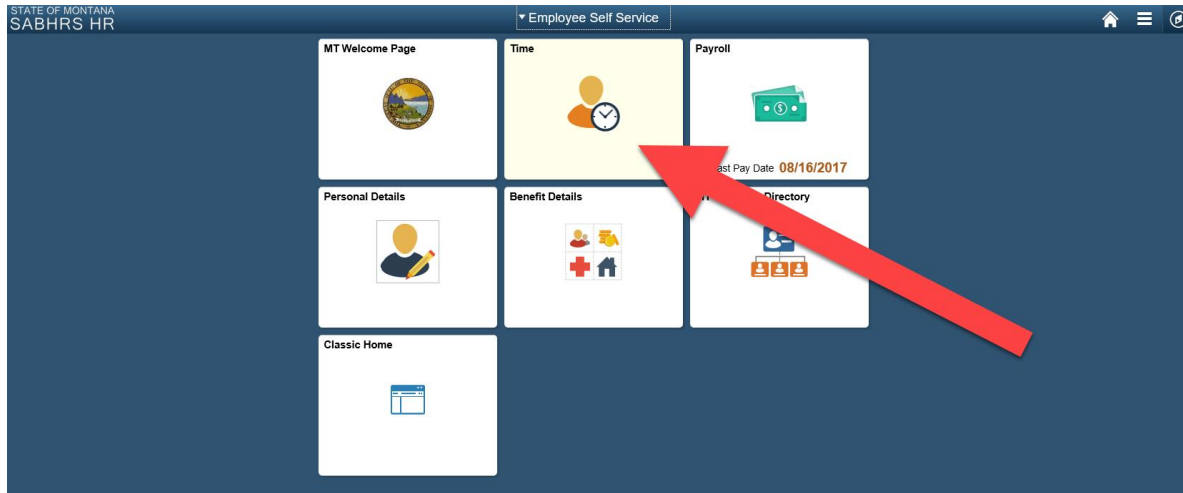 STATE OF MONTANA
SABHRS HR
Employee Self Service
MT Welcome Page
Time
Payroll
Pay Date 08/16/2017
Personal Details
Benefit Details
Directory
Classic Home